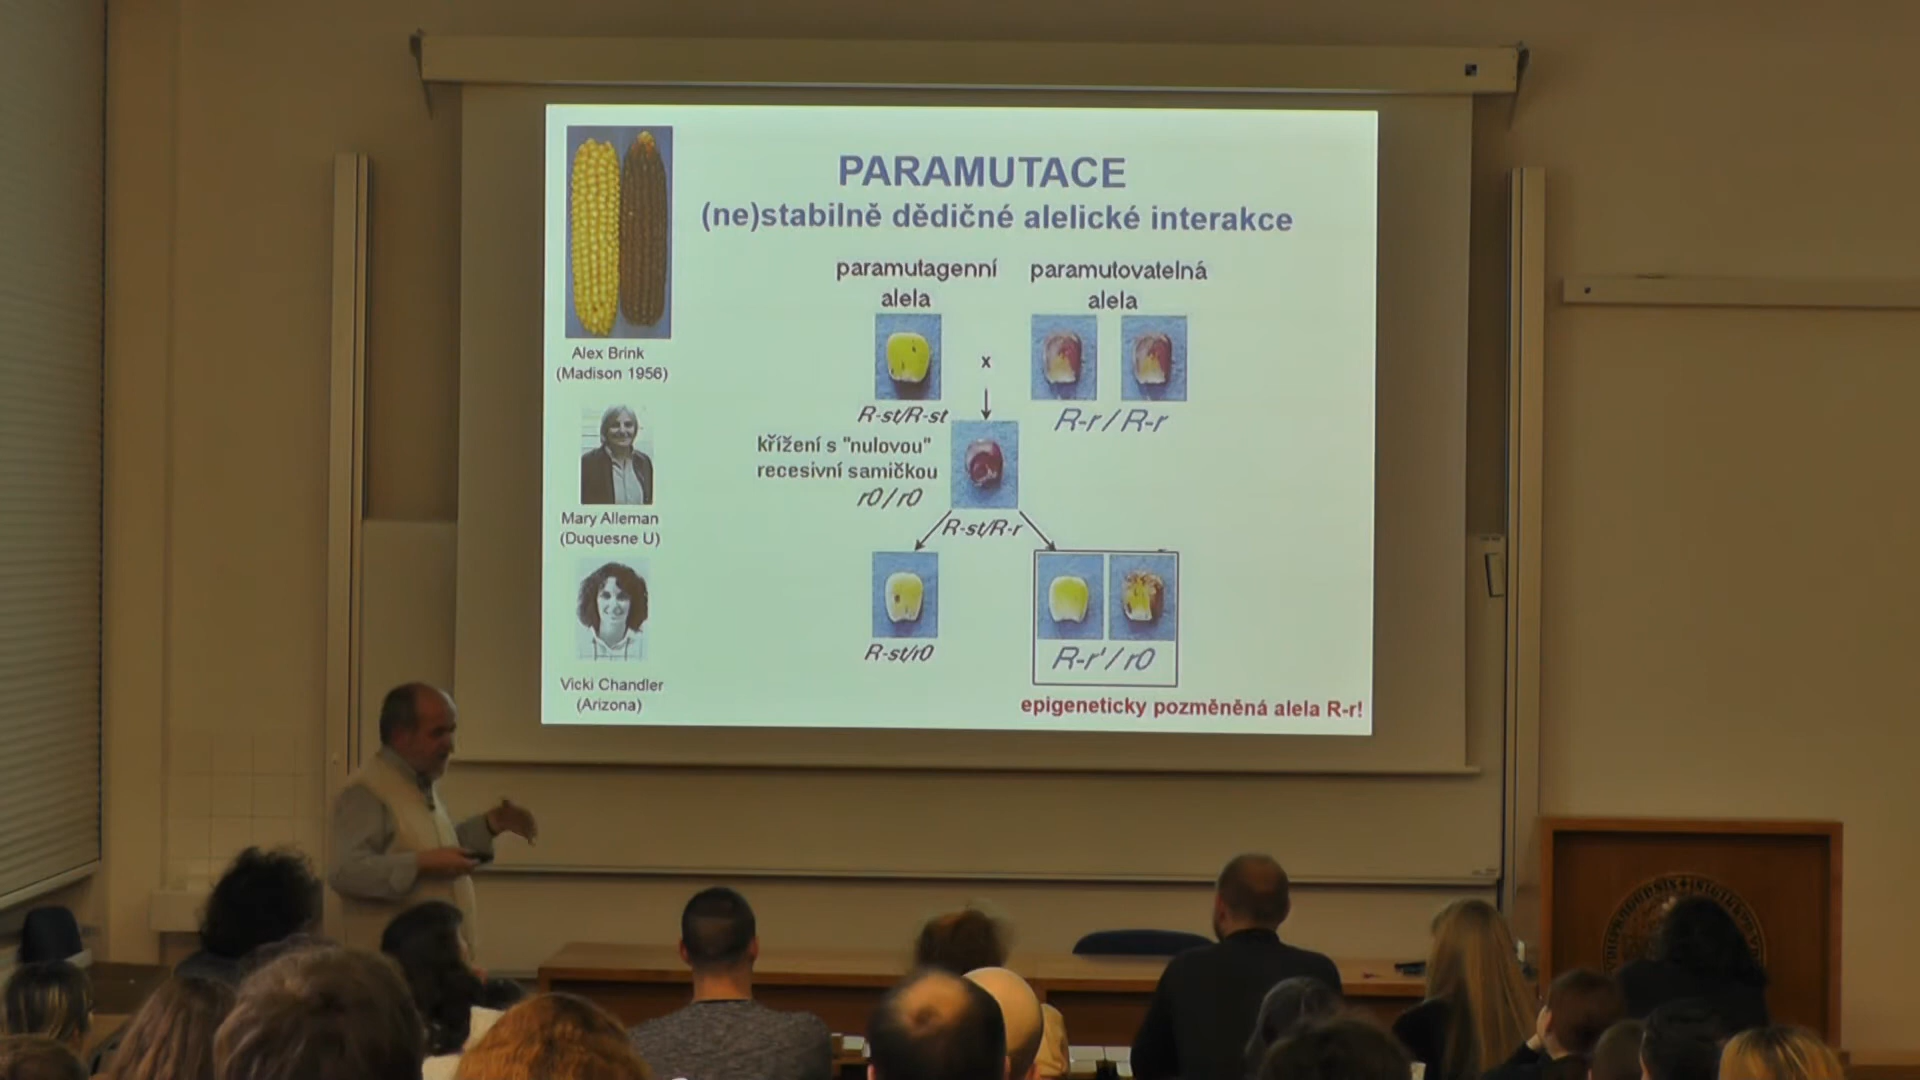 PARAMUTACE
(ne)stabilně dědičné alelické interakce
Alex Brink
(Madison 1956)
Mary Alleman
(Duquesne U)
Vicki Chandler
(Arizona)
paramutagenní
alela
paramutovatelná
alela
x
R-st/R-st
R-r / R-r
křížení s "nulovou"
recesivní samičkou
r0 / r0
R-st/R-r
R-st/r0
R-r' / r0
epigeneticky pozměněná alela R-r!